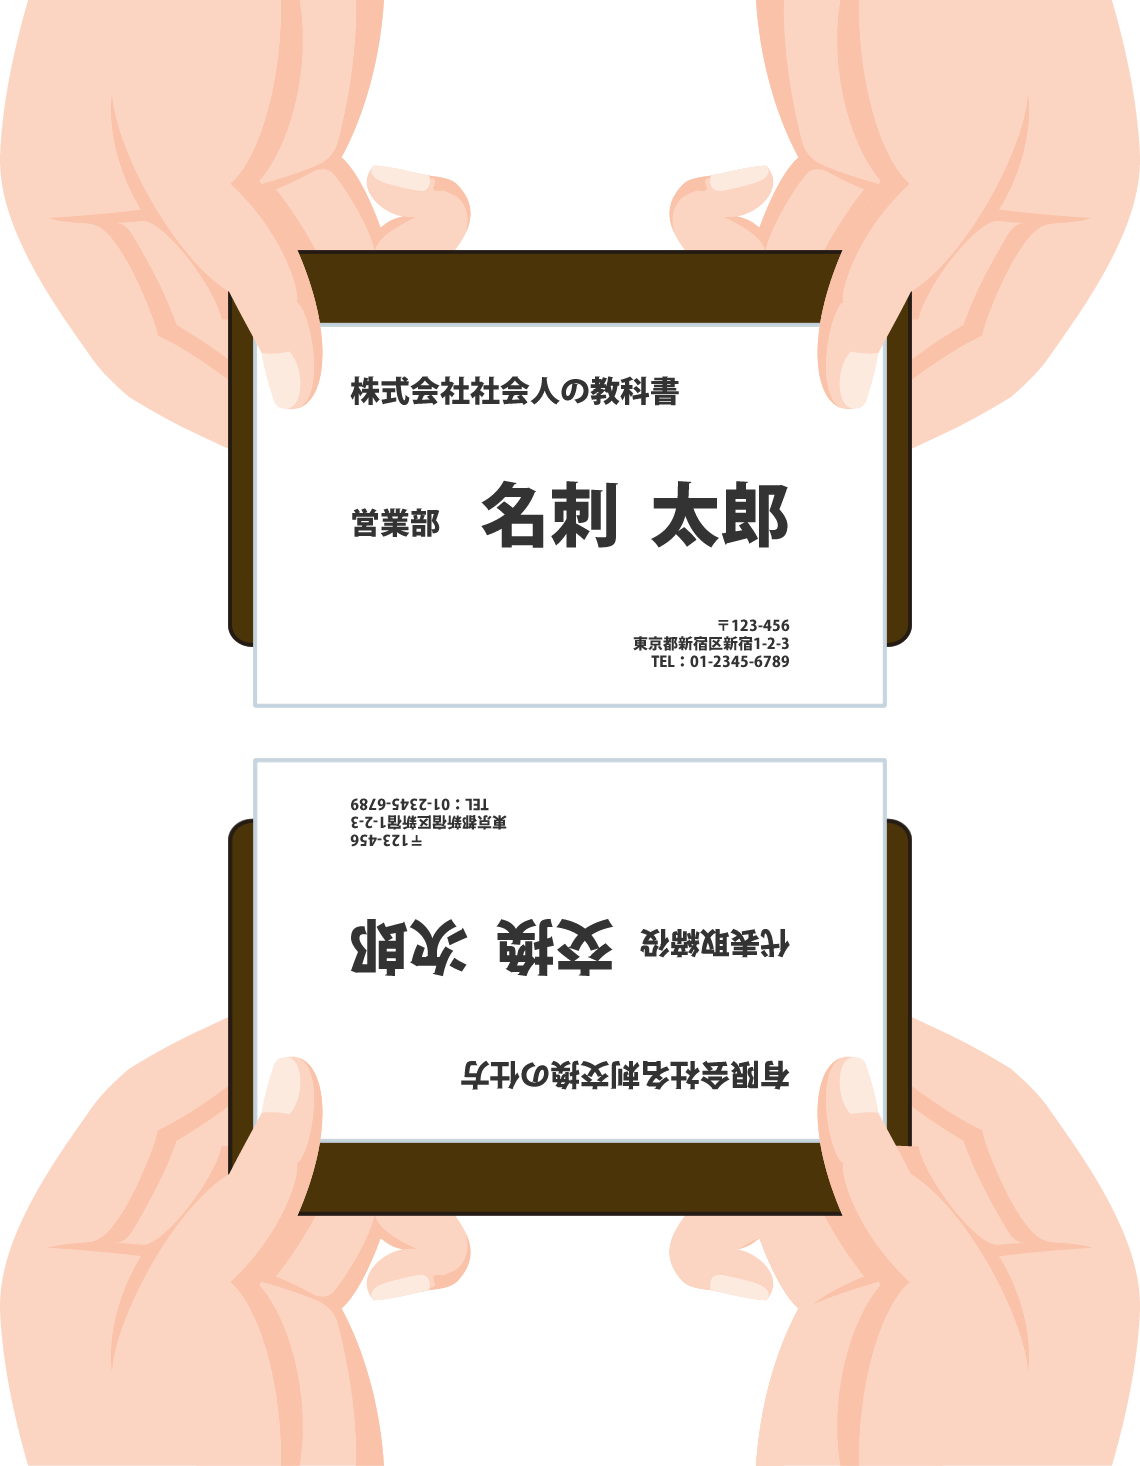 株式会社社会人の教科書
営業部 名刺 太郎
〒123-456
東京都新宿区新宿1-2-3
TEL：01-2345-6789
有限会社名刺交換の仕方
代表取締役 交換 次郎
〒123-456
東京都新宿区新宿1-2-3
TEL：01-2345-6789